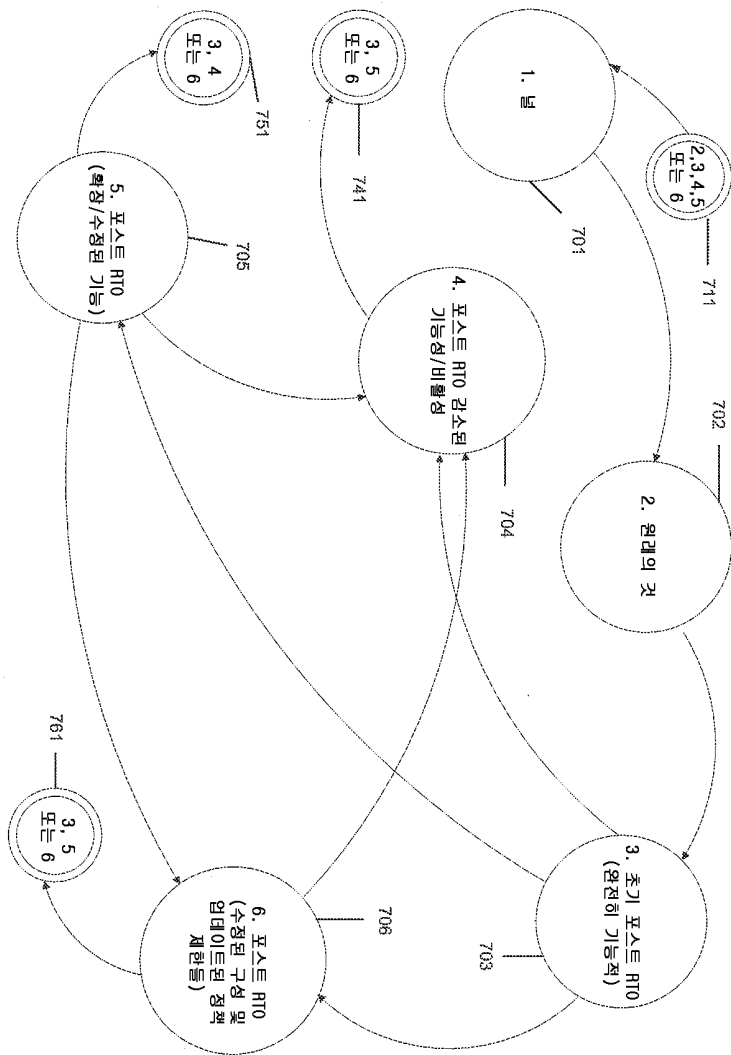 2,3,4,5
또는 6
711
1. 널
701
702
2. 원래의 것
3, 5
또는 6
741
4. 포스트 RTO 감소된
기능성/비활성
704
3. 초기 포스트 RTO
(완전히 기능적)
703
3, 4
또는 6
751
705
5. 포스트 RTO
(확장/수정된 기능)
706
6. 포스트 RTO
(수정된 구성 및
업데이트된 정책
제한들)
761
3, 5
또는 6